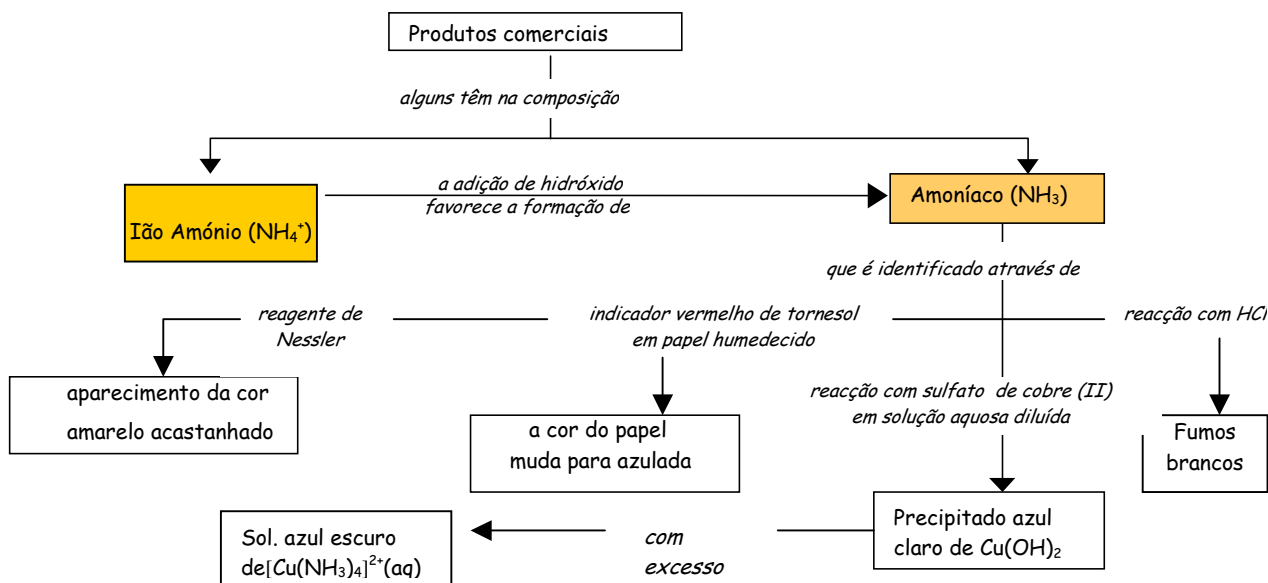 Produtos comerciais
alguns têm na composição
Ião Amónio (NH₄⁺)
a adição de hidróxido
favorece a formação de
Amoníaco (NH₃)
que é identificado através de
reagente de
Nessler
indicador vermelho de tornesol
em papel humedecido
reacção com HCl
aparecimento da cor
amarelo acastanhado
a cor do papel
muda para azulada
reacção com sulfato de cobre (II)
em solução aquosa diluída
Fumos
brancos
Precipitado azul
claro de Cu(OH)₂
com
excesso
Sol. azul escuro
de[Cu(NH₃)₄]²⁺(aq)